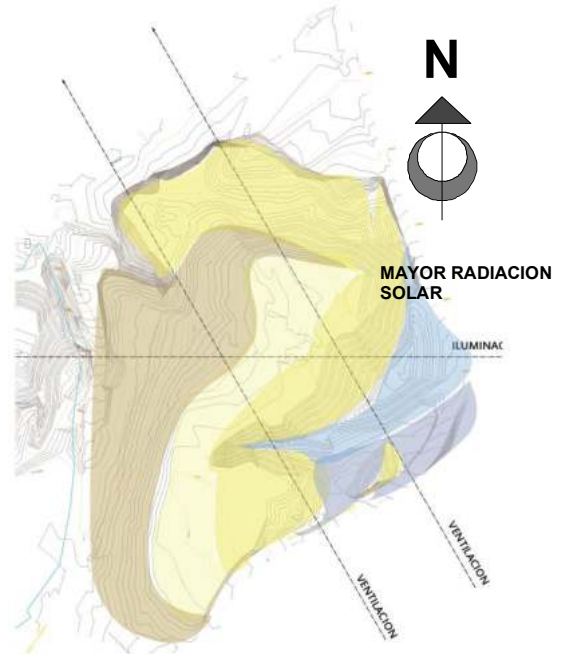 N
MAYOR RADIACION
SOLAR
ILUMINAC
VENTILACION
VENTILACION